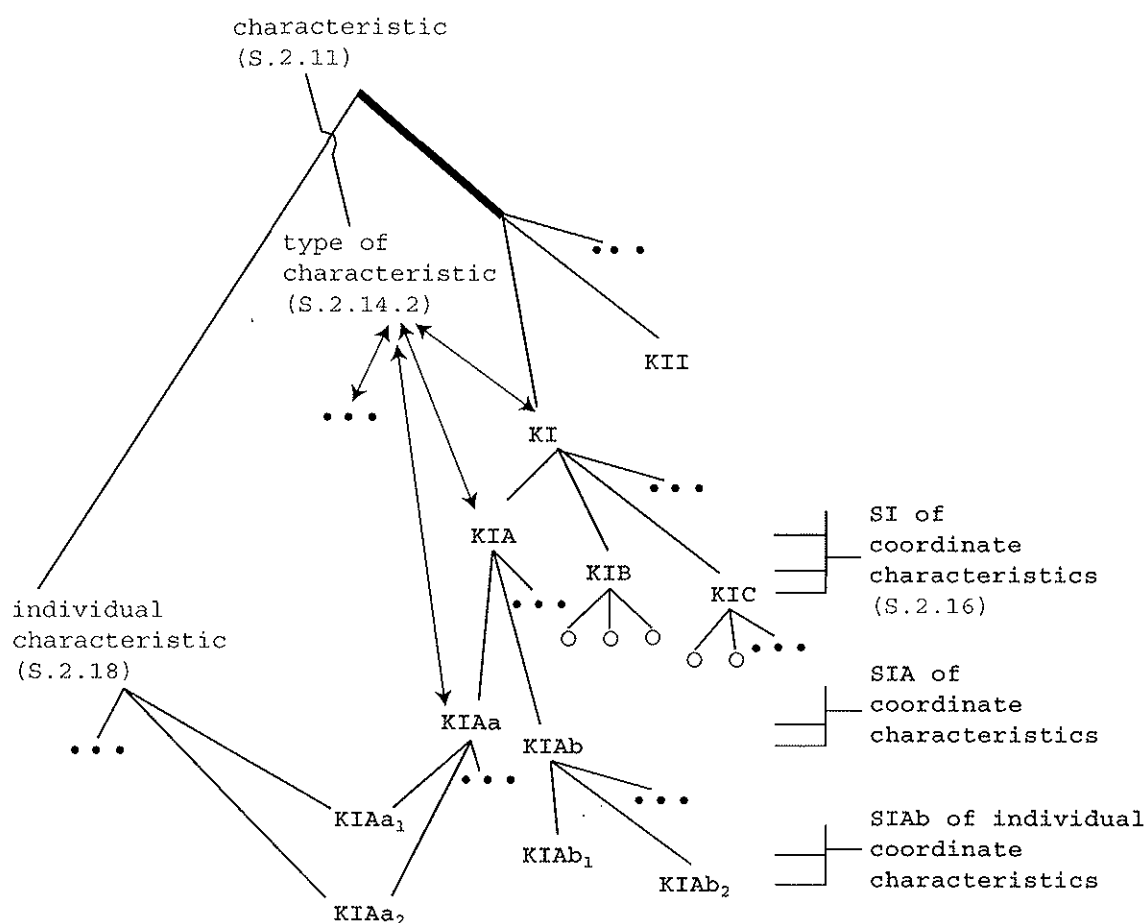 characteristic
(S.2.11)
type of
characteristic
(S.2.14.2)
KII
KI
KIA
KIB
KIC
SI of
coordinate
characteristics
(S.2.16)
individual
characteristic
(S.2.18)
KIAa
KIAb
SIA of
coordinate
characteristics
KIAa₁
KIAb₁
KIAb₂
KIAa₂
SIAb of individual
coordinate
characteristics